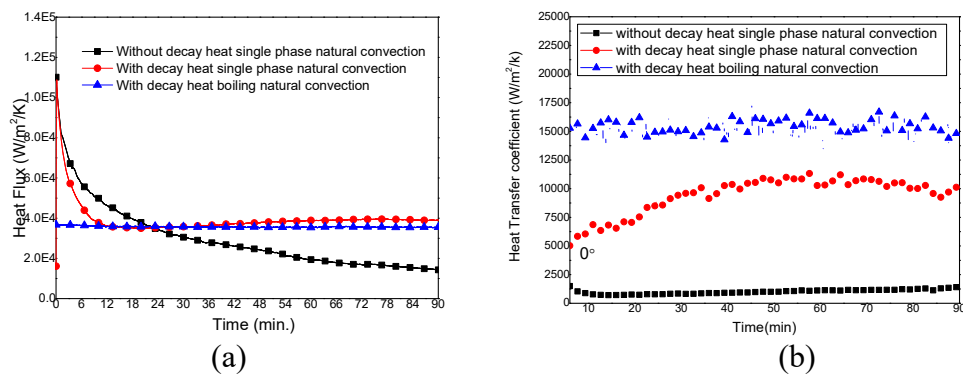 1.4E5
1.2E5
1.0E5
8.0E4
6.0E4
4.0E4
2.0E4
0.0
Heat Flux (W/m²/K)
Without decay heat single phase natural convection
With decay heat single phase natural convection
With decay heat boiling natural convection
0 6 12 18 24 30 36 42 48 54 60 66 72 78 84 90
Time (min.)
(a)
25000
22500
20000
17500
15000
12500
10000
7500
5000
2500
0
Heat Transfer coefficient (W/m²/k)
without decay heat single phase natural convection
with decay heat single phase natural convection
with decay heat boiling natural convection
0°
10 20 30 40 50 60 70 80 90
Time(min)
(b)